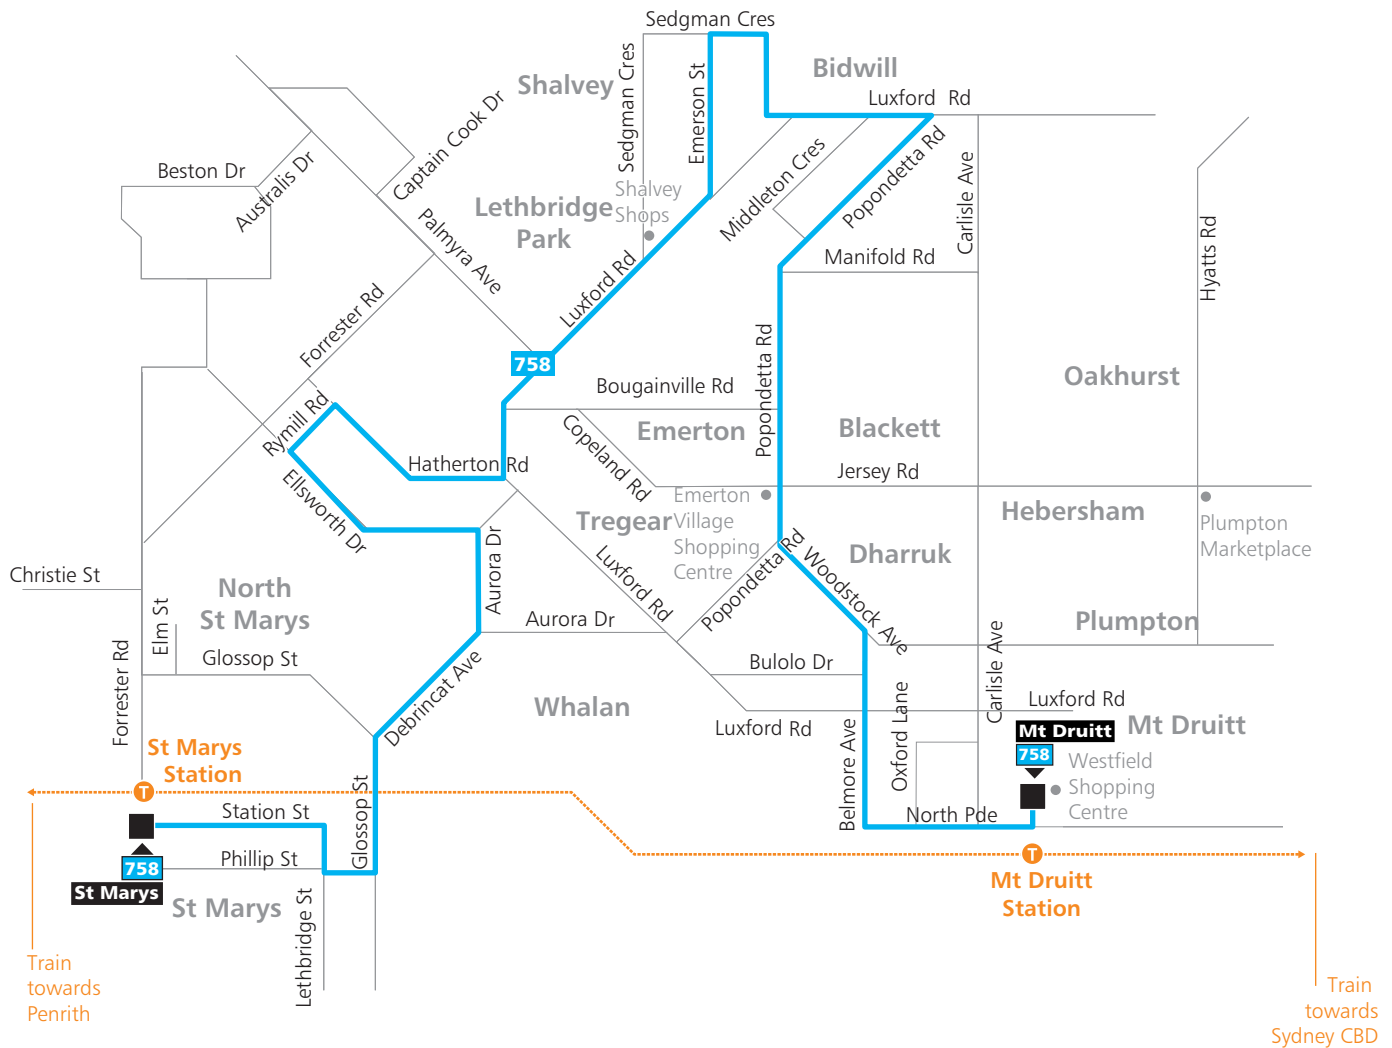 Sedgman Cres
Shalvey
Sedgman Cres
Emerson St
Bidwill
Luxford Rd
Captain Cook Dr
Beston Dr
Australis Dr
Lethbridge
Park
Shalvey
Shops
Middleton Cres
Popondetta Rd
Carlisle Ave
Palmyra Ave
Manifold Rd
Hyatts Rd
Luxford Rd
Forrester Rd
758
Popondetta Rd
Bougainville Rd
Oakhurst
Rymill Rd
Copeland Rd
Emerton
Blackett
Hatherton Rd
Jersey Rd
Ellsworth Dr
Emerton
Village
Shopping
Centre
Tregear
Hebersham
Plumpton
Marketplace
Aurora Dr
Luxford Rd
Popondetta Rd
Woodstock Ave
Dharruk
Christie St
North
St Marys
Elm St
Aurora Dr
Plumpton
Forrester Rd
Glossop St
Debrincat Ave
Bulolo Dr
Carlisle Ave
Whalan
Oxford Lane
Luxford Rd
Luxford Rd
Mt Druitt
Mt Druitt
758
Westfield
Shopping
Centre
St Marys
Station
T
Belmore Ave
Station St
Glossop St
North Pde
Phillip St
758
St Marys
St Marys
Lethbridge St
T
Mt Druitt
Station
Train
towards
Penrith
Train
towards
Sydney CBD